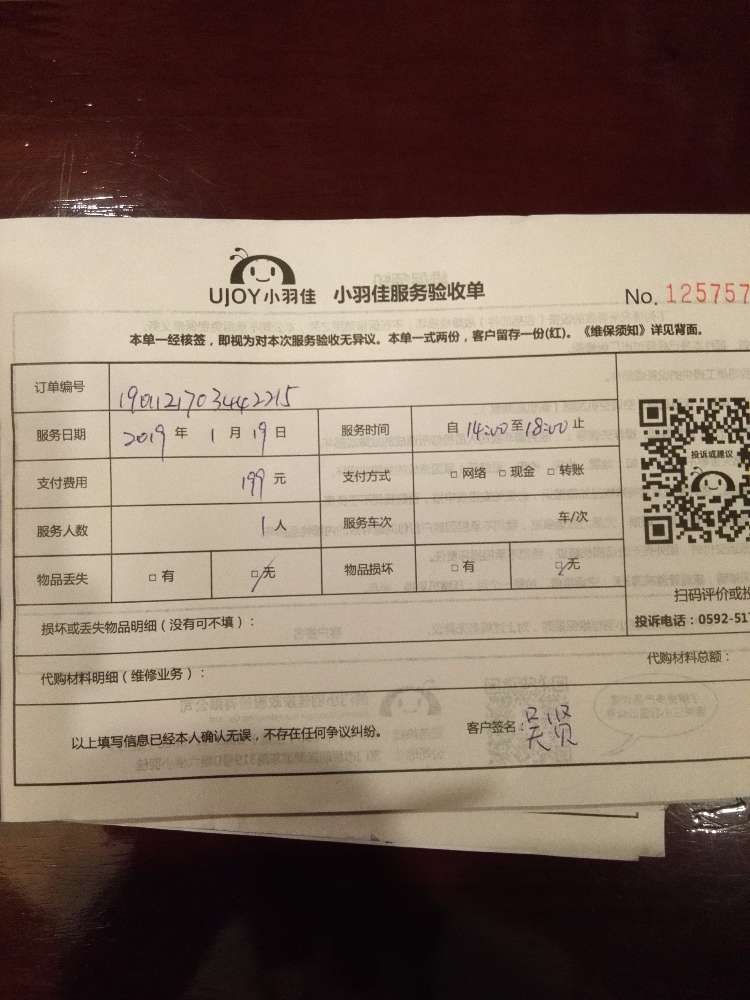 UJOY小羽佳 小羽佳服务验收单
No. 125757
本单一经核签，即视为对本次服务验收无异议。本单一式两份，客户留存一份(红)。《维保须知》详见背面。
订单编号 1901121703442215
服务日期 2019 年 1 月 19 日 服务时间 自 14:00 至 18:00 止
支付费用 199 元 支付方式 □ 网络 □ 现金 □ 转账
投诉或建议
服务人数 1 人 服务车次 车/次
物品丢失 □ 有 □ 无 物品损坏 □ 有 □ 无
扫码评价或投
损坏或丢失物品明细（没有可不填）：
投诉电话：0592-517
代购材料明细（维修业务）： 代购材料总额：
以上填写信息已经本人确认无误，不存在任何争议纠纷。 客户签名：吴贤